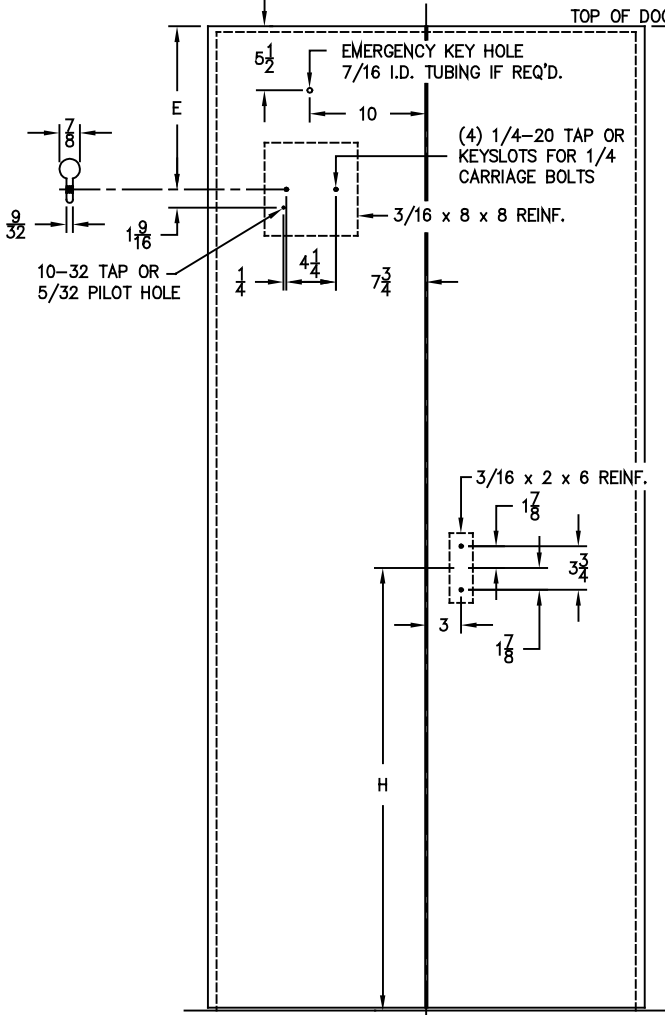 TOP OF DOO
5 1/2
EMERGENCY KEY HOLE
7/16 I.D. TUBING IF REQ'D.
E
10
7/8
(4) 1/4-20 TAP OR
KEYSLOTS FOR 1/4
CARRIAGE BOLTS
9/32
1 9/16
3/16 x 8 x 8 REINF.
10-32 TAP OR
5/32 PILOT HOLE
1/4
4 1/4
7 3/4
3/16 x 2 x 6 REINF.
1 7/8
3 3/4
3
1 7/8
H